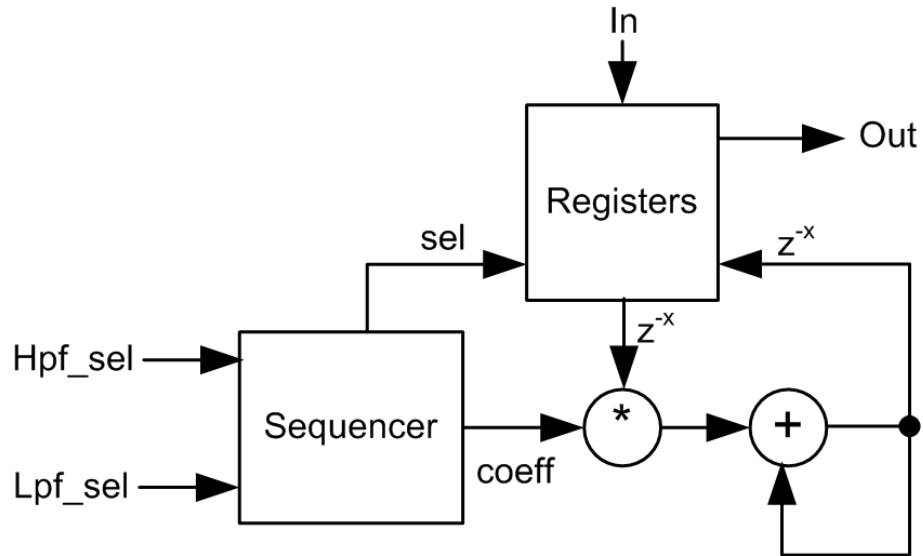 In
Out
Registers
sel
z^-x
z^-x
Hpf_sel
Sequencer
*
+
coeff
Lpf_sel